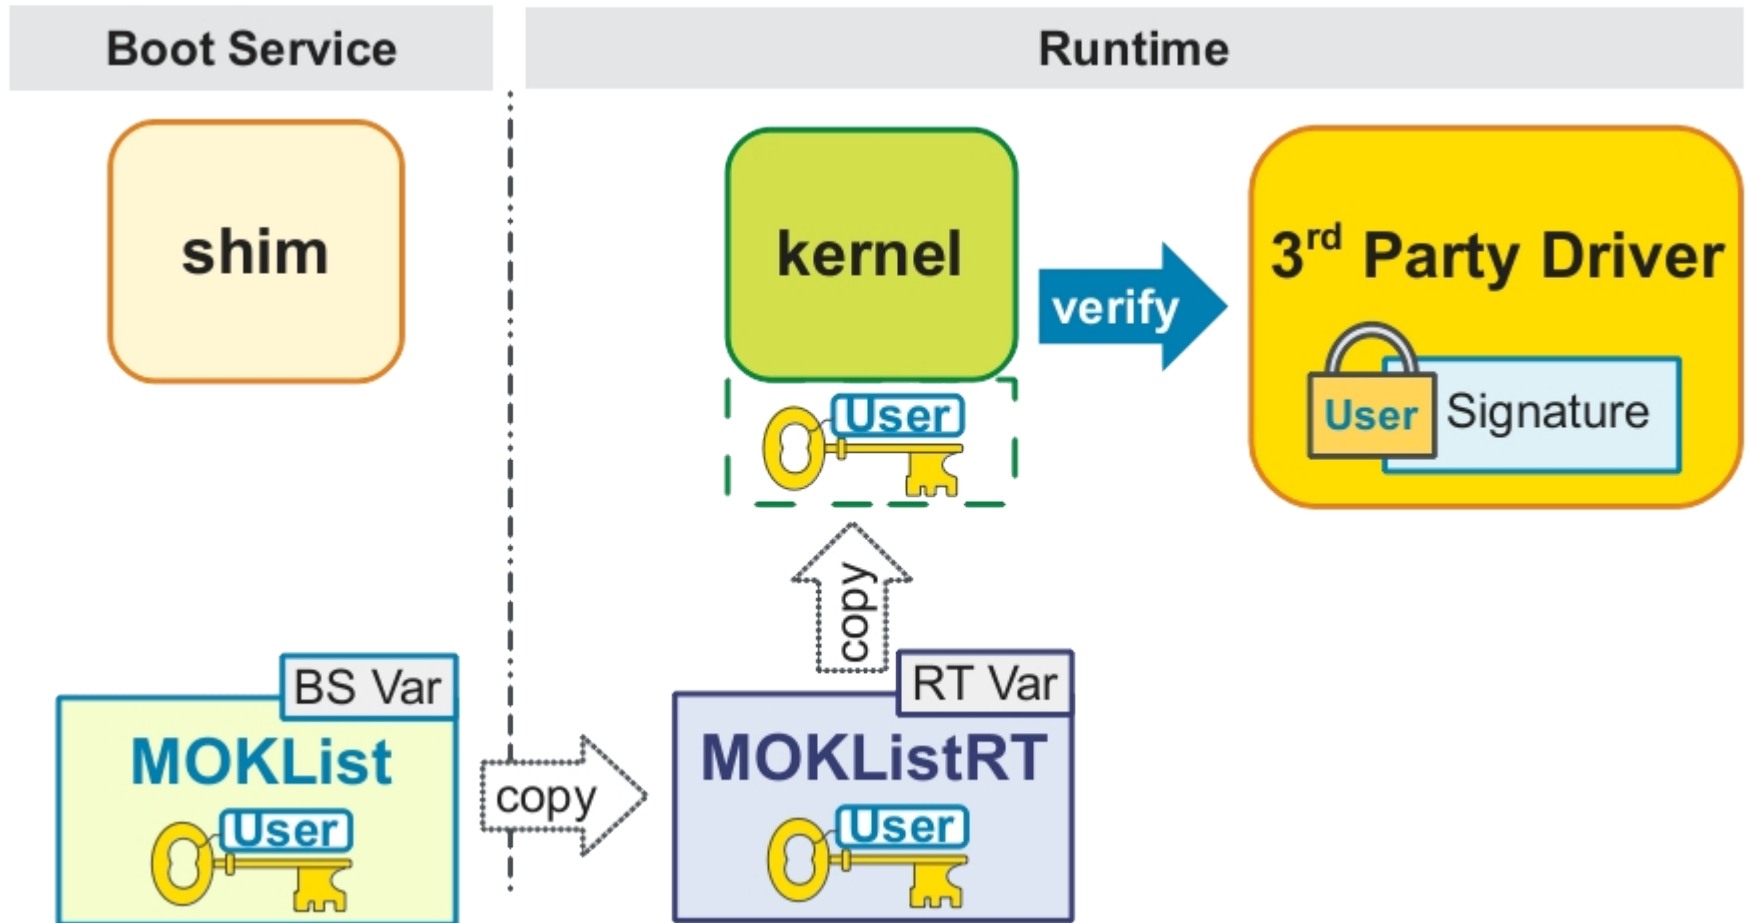 Boot Service
Runtime
shim
kernel
verify
3rd Party Driver
User
Signature
User
copy
BS Var
MOKList
User
copy
RT Var
MOKListRT
User